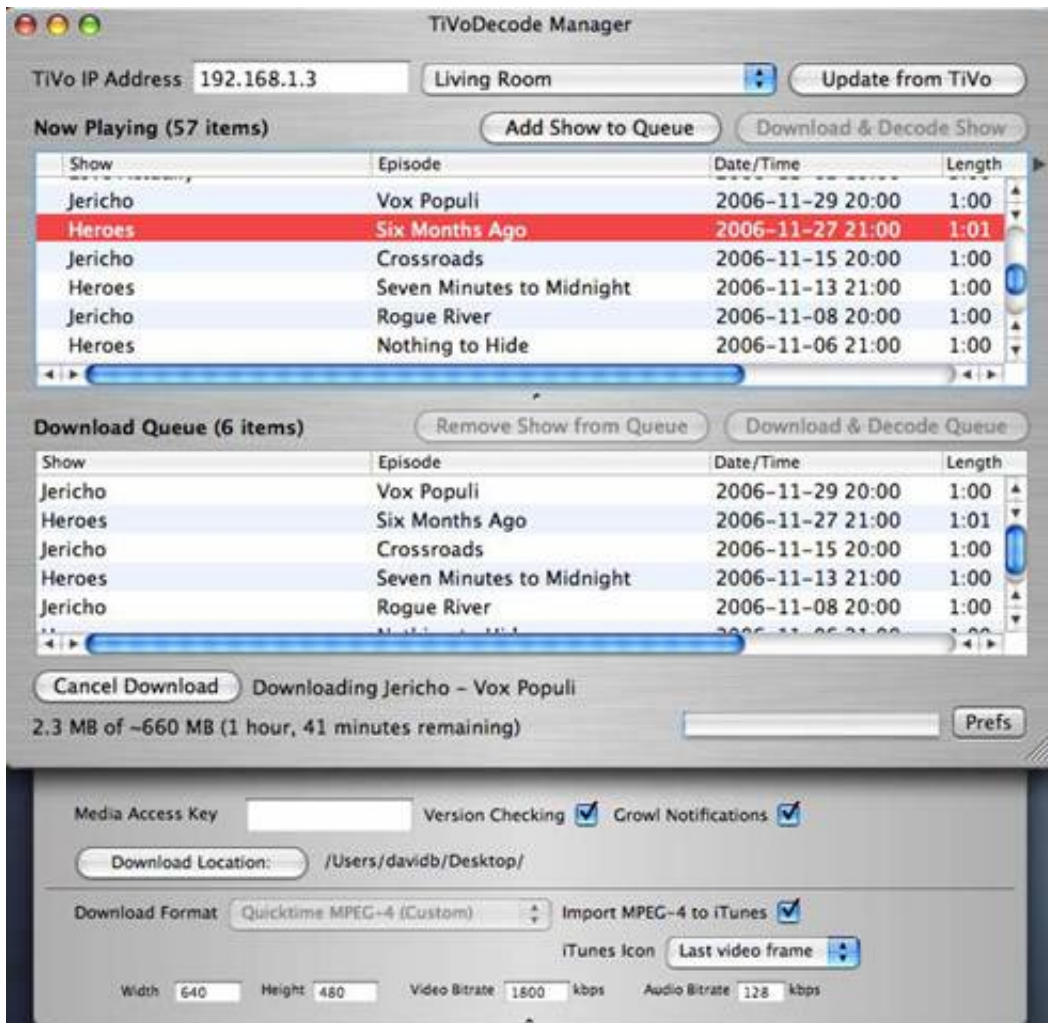 TiVoDecode Manager
TiVo IP Address 192.168.1.3 Living Room Update from TiVo
Now Playing (57 items) Add Show to Queue Download & Decode Show
Show Episode Date/Time Length
Jericho Vox Populi 2006-11-29 20:00 1:00
Heroes Six Months Ago 2006-11-27 21:00 1:01
Jericho Crossroads 2006-11-15 20:00 1:00
Heroes Seven Minutes to Midnight 2006-11-13 21:00 1:00
Jericho Rogue River 2006-11-08 20:00 1:00
Heroes Nothing to Hide 2006-11-06 21:00 1:00
Download Queue (6 items) Remove Show from Queue Download & Decode Queue
Show Episode Date/Time Length
Jericho Vox Populi 2006-11-29 20:00 1:00
Heroes Six Months Ago 2006-11-27 21:00 1:01
Jericho Crossroads 2006-11-15 20:00 1:00
Heroes Seven Minutes to Midnight 2006-11-13 21:00 1:00
Jericho Rogue River 2006-11-08 20:00 1:00
Cancel Download Downloading Jericho - Vox Populi
2.3 MB of ~660 MB (1 hour, 41 minutes remaining) Prefs
Media Access Key Version Checking Growl Notifications
Download Location: /Users/davidb/Desktop/
Download Format Quicktime MPEG-4 (Custom) Import MPEG-4 to iTunes
iTunes Icon Last video frame
Width 640 Height 480 Video Bitrate 1800 kbps Audio Bitrate 128 kbps